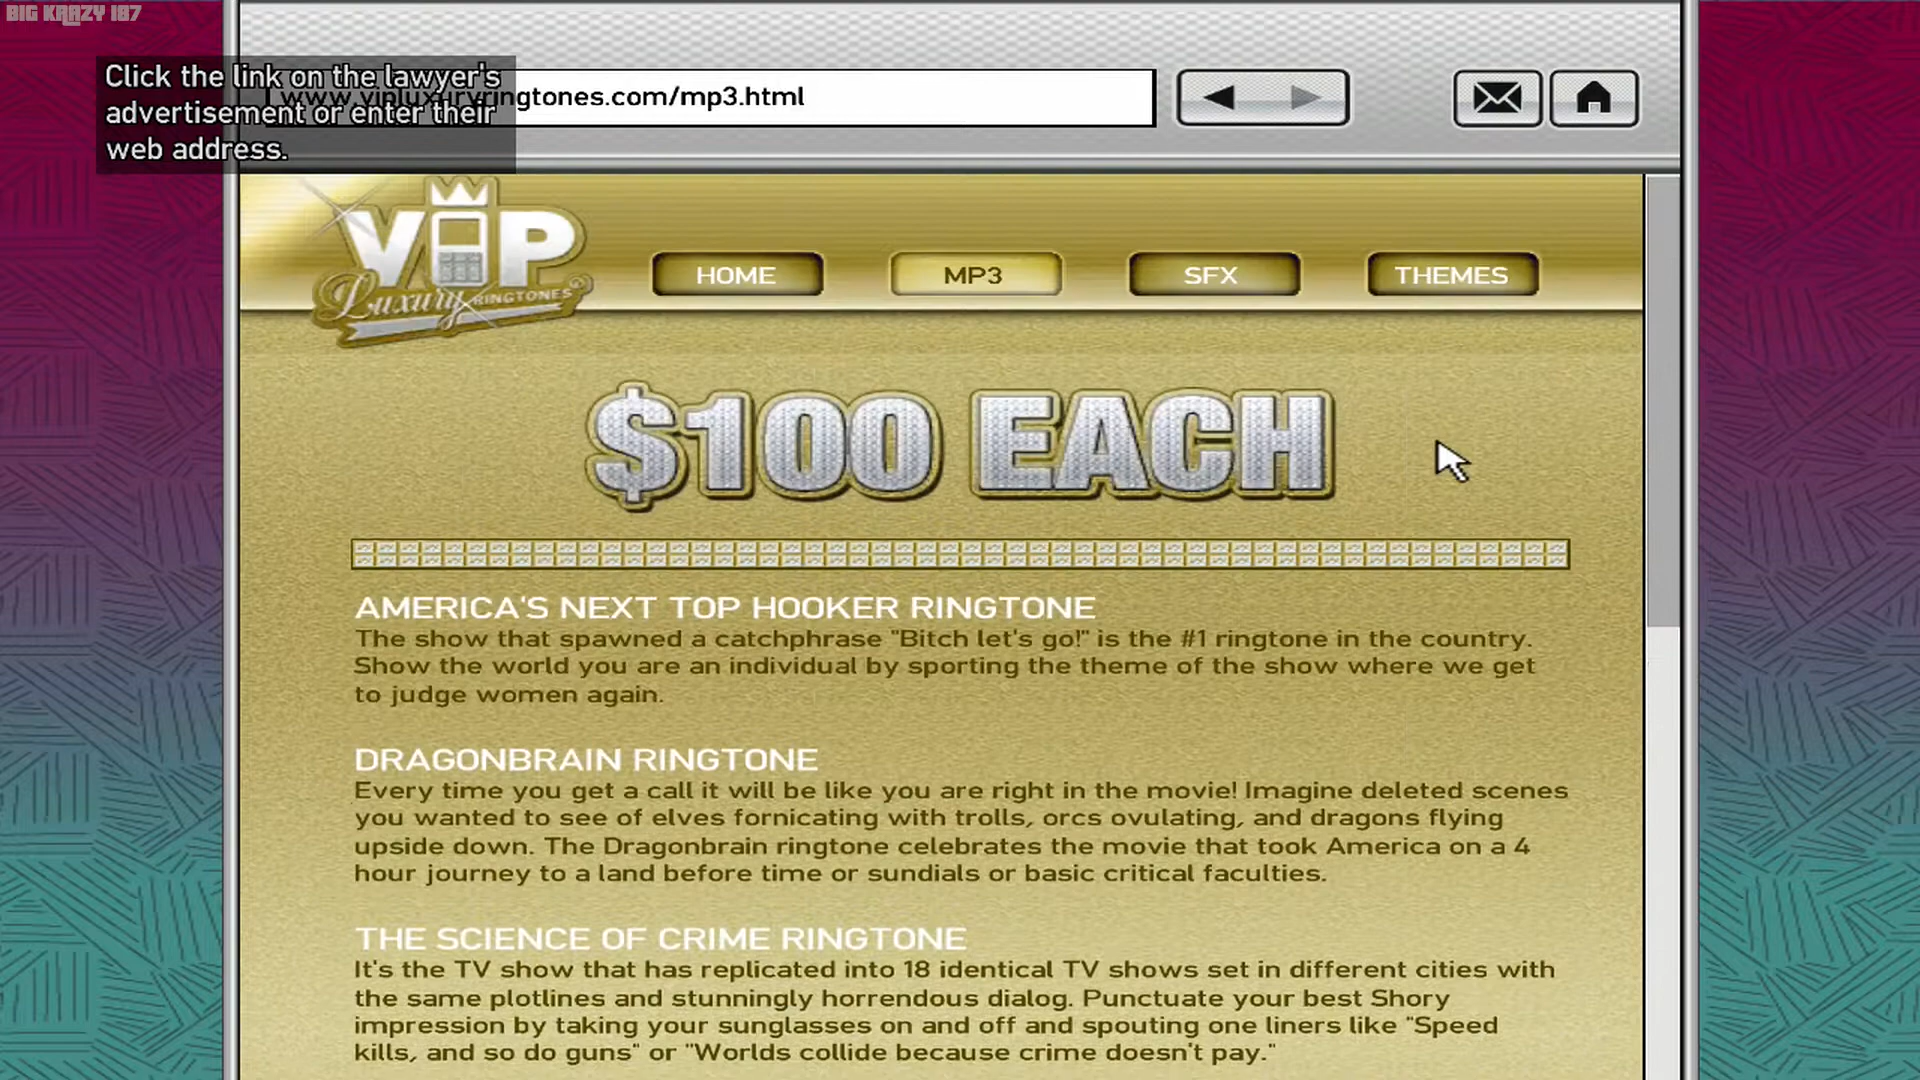 BIG KRAZY 187
Click the link on the lawyer's
advertisement or enter their
web address.
www.vipluxuryringtones.com/mp3.html
VIP
Luxury RINGTONES
HOME
MP3
SFX
THEMES
$100 EACH
AMERICA'S NEXT TOP HOOKER RINGTONE
The show that spawned a catchphrase "Bitch let's go!" is the #1 ringtone in the country.
Show the world you are an individual by sporting the theme of the show where we get
to judge women again.
DRAGONBRAIN RINGTONE
Every time you get a call it will be like you are right in the movie! Imagine deleted scenes
you wanted to see of elves fornicating with trolls, orcs ovulating, and dragons flying
upside down. The Dragonbrain ringtone celebrates the movie that took America on a 4
hour journey to a land before time or sundials or basic critical faculties.
THE SCIENCE OF CRIME RINGTONE
It's the TV show that has replicated into 18 identical TV shows set in different cities with
the same plotlines and stunningly horrendous dialog. Punctuate your best Shory
impression by taking your sunglasses on and off and spouting one liners like "Speed
kills, and so do guns" or "Worlds collide because crime doesn't pay."